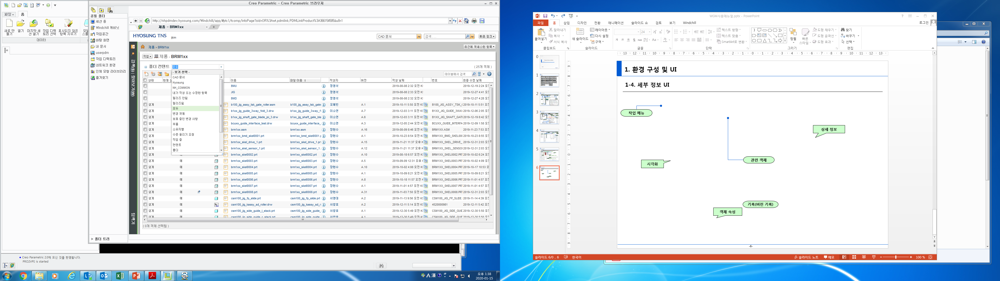 Creo Parametric - Creo Parametric 브라우저
파일
홈
새로 만들기
열기
마지막 세션 열기
작업 디렉토리 선택
표시되지 않은 항목 지우기
데이터
공통 폴더
세션 중
Windchill 캐비닛
작업공간
바탕 화면
내 문서
userpdm
작업 디렉토리
네트워크 환경
인체 모형 라이브러리
즐겨찾기
폴더 트리
http://nhpdmdev.hyosung.com/Windchill/app/#ptc1/tcomp/infoPage?oid=OR%3Awt.pdmlink.PDMLinkProduct%3A366154585&u8=1
제품 - BRM1xx
HYOSUNG TNS
ijkim
CAD 문서
검색 ...
빠른 링크
제품 > BRM1xx
최근에 액세스한 항목
검색(S) | 찾아보기(W)
탐색기
작업
제품 - BRM1xx
폴더 컨텐트
모두
( 25개 객체 )
테이블에서 검색
- 보기 선택 -
CAD 문서
Hyosung
NH_COMMON
내가 작성 또는 수정한 항목
릴리즈 안됨
릴리즈됨
모두
변경 객체
보류 중인 변경 사항
부품
소유자별
수준 올리기 요청
작업 중
컨텐트
폴더
상태 이름 파일 이름 ↑ 작성자 버전 작성 날짜 번호 최종 수정 날짜
BMU 정영석 2019-08-08 2:32 오전 2019-12-19 2:24
JIG 정영석 2019-08-08 2:33 오전 2019-12-27 4:41
BMD 정영석 2019-08-08 2:32 오전 2019-12-27 4:28
설계 b100_jig_assy_tsk_gate_roller.asm b100_jig_assy_tsk_gate 오혜빈 A.1 2019-10-11 5:50 오전 B100_JIG_ASSY_TSK_ 2019-10-11 5:51
설계 b1xx_jig_guide_3way_fold_3.drw b1xx_jig_guide_3way_f 이소연 A.7 2019-12-03 3:11 오전 B1XX_JIG_GUIDE_3WA 2019-12-06 2:05
설계 b1xx_jig_shaft_gate_blade_joi_3.drw b1xx_jig_shaft_gate_bla 이소연 A.6 2019-12-03 3:11 오전 B1XX_JIG_SHAFT_GAT 2019-12-19 8:42
설계 bcuxx_guide_interface_test.drw bcuxx_guide_interface_ 이소연 A.3 2019-12-05 2:44 오전 BCUXX_GUIDE_INTERFA 2019-12-09 1:58
설계 brm1xx.asm brm1xx.asm 장현수 A.16 2019-08-09 8:46 오전 BRM1XX.ASM 2019-11-23 7:53
설계 brm1xx_bmd_skel0001.prt brm1xx_bmd_skel0001.p 장현수 A.1 2019-10-23 8:54 오전 BRM1XX_BMD_SKEL00 2019-10-23 8:55
설계 brm1xx_skel_drive_1.prt brm1xx_skel_drive_1.pr 장현수 A.15 2019-11-21 11:37 오후 BRM1XX_SKEL_DRIVE_ 2019-12-31 2:03
설계 brm1xx_skel_sensor_1.prt brm1xx_skel_sensor_1. 장현수 A.12 2019-11-21 11:37 오전 BRM1XX_SKEL_SENSO 2019-12-31 2:03
설계 예 brm1xx_skel0002.prt brm1xx_skel0002.prt 장현수 A.10 2019-08-18 6:57 오전 BRM1XX_SKEL0002.PR 2019-10-02 6:24
설계 예 brm1xx_skel0003.prt brm1xx_skel0003.prt 장현수 A.5 2019-09-09 12:31 오후 BRM1XX_SKEL0003.PR 2019-10-02 4:09
설계 예 brm1xx_skel0004.prt brm1xx_skel0004.prt 장현수 A.10 2019-10-02 4:08 오전 BRM1XX_SKEL0004.PR 2019-10-17 10:53
설계 예 brm1xx_skel0005.prt brm1xx_skel0005.prt 장현수 A.1 2019-10-09 8:21 오전 BRM1XX_SKEL0005.PR 2019-10-09 8:21
설계 예 brm1xx_skel0006.prt brm1xx_skel0006.prt 장현수 A.8 2019-10-18 11:57 BRM1XX_SKEL0006.PR 2019-11-01 4:57
설계 예 brm1xx_skel0007.prt brm1xx_skel0007.prt 장현수 A.1 2019-11-01 4:57 오전 BRM1XX_SKEL0007.PR 2019-11-01 4:57
설계 예 brm1xx_skel0008.prt brm1xx_skel0008.prt 장현수 A.31 2019-11-03 7:50 오전 BRM1XX_SKEL0008.PR 2019-12-31 2:03
설계 예 csm100_jig_fp_slide.prt csm100_jig_fp_slide.prt 서영대 A.2 2019-11-13 9:56 오전 CSM100_JIG_FP_SLIDE. 2019-11-14 4:39
설계 예 csm100_jig_kassy_sd_roller.drw csm100_jig_kassy_sd_r 서창호 A.2 2019-12-11 5:14 오전 4520000981 2019-12-11 5:42
설계 예 csm100_jig_side_guide_l_stack.prt csm100_jig_side_guide_ 서창호 A.1 2019-12-30 5:49 오전 CSM100_JIG_SIDE_GUI 2019-12-30 5:50
( 0개 객체 선택됨 )
Creo Parametric 2.0에 오신 것을 환영합니다.
PRO2VPS is started
A 漢
오후 1:38
2020-01-15
WGM사용매뉴얼.pptx - PowerPoint
파일 홈 삽입 디자인 전환 애니메이션 슬라이드 쇼 검토 보기 Windchill
로그인
붙여넣기
잘라내기
복사
서식 복사
클립보드
새 슬라이드
레이아웃
다시 설정
구역
슬라이드
24
글꼴
텍스트 방향
텍스트 맞춤
SmartArt로 변환
단락
정렬
빠른 스타일
도형 채우기
도형 윤곽선
도형 효과
그리기
찾기
바꾸기
선택
편집
0
1
2
3
4
5
6
1. 환경 구성 및 UI
1-4. 세부 정보 UI
작업 메뉴
상세 정보
관련 객체
시각화
기록(버전 기록)
객체 속성
-6-
슬라이드 6/0 .. 6
한국어
슬라이드 노트
메모
100 %